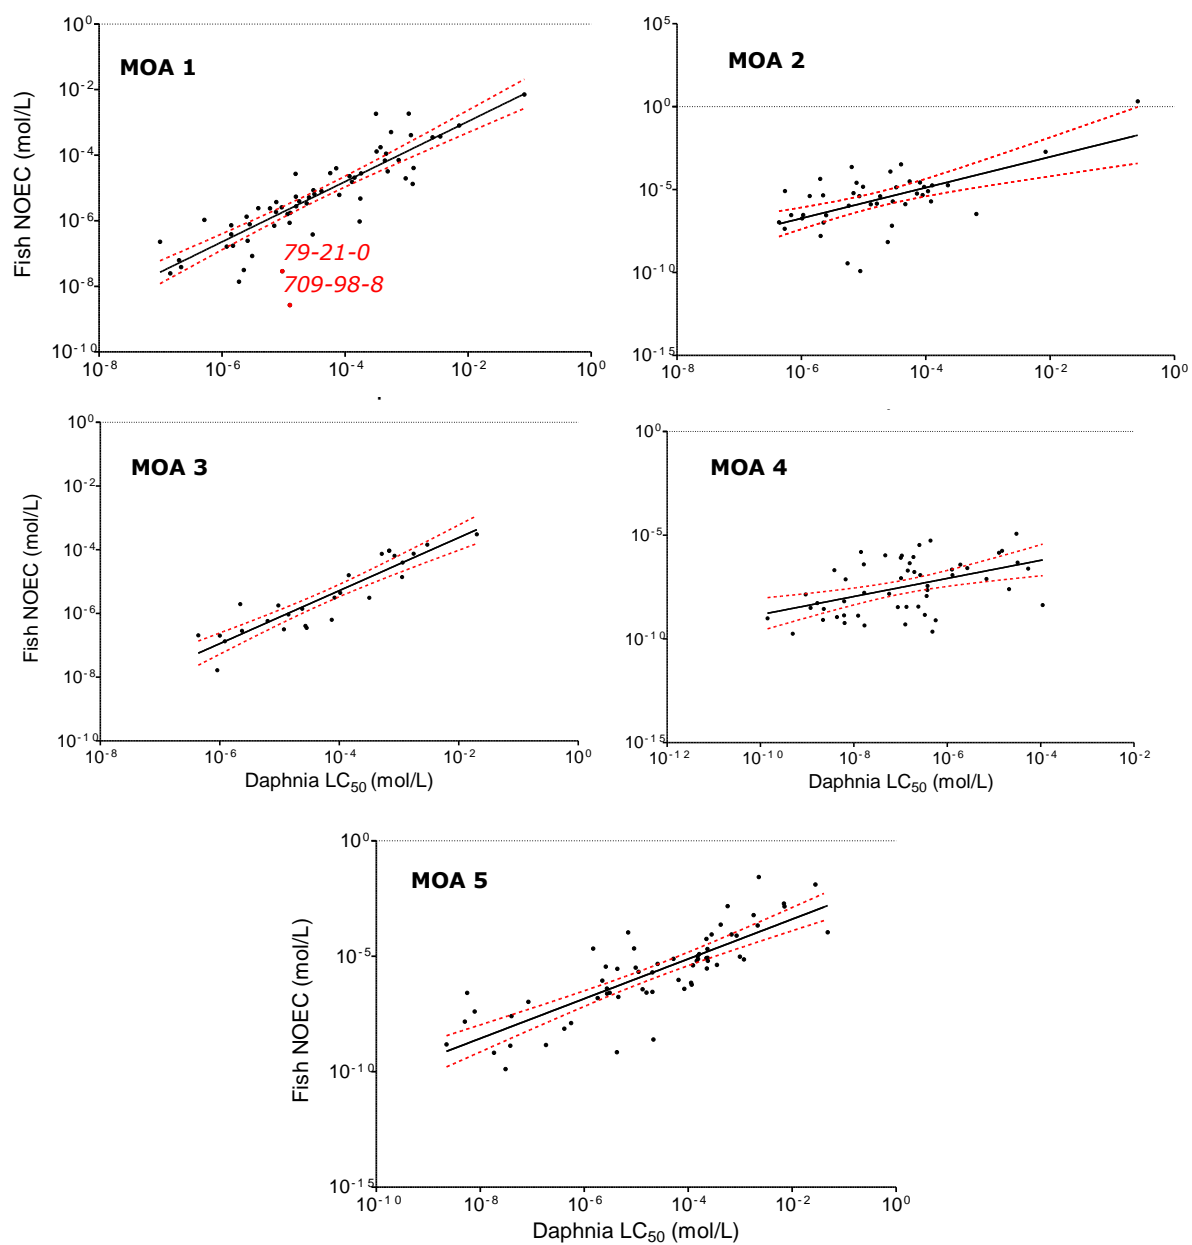 MOA 1
Fish NOEC (mol/L)
10⁰
10⁻²
10⁻⁴
10⁻⁶
10⁻⁸
10⁻¹⁰
79-21-0
709-98-8
10⁻⁸ 10⁻⁶ 10⁻⁴ 10⁻² 10⁰
MOA 2
10⁵
10⁰
10⁻⁵
10⁻¹⁰
10⁻¹⁵
10⁻⁸ 10⁻⁶ 10⁻⁴ 10⁻² 10⁰
MOA 3
Fish NOEC (mol/L)
10⁰
10⁻²
10⁻⁴
10⁻⁶
10⁻⁸
10⁻¹⁰
10⁻⁸ 10⁻⁶ 10⁻⁴ 10⁻² 10⁰
Daphnia LC₅₀ (mol/L)
MOA 4
10⁰
10⁻⁵
10⁻¹⁰
10⁻¹⁵
10⁻¹² 10⁻¹⁰ 10⁻⁸ 10⁻⁶ 10⁻⁴ 10⁻²
Daphnia LC₅₀ (mol/L)
MOA 5
Fish NOEC (mol/L)
10⁰
10⁻⁵
10⁻¹⁰
10⁻¹⁵
10⁻¹⁰ 10⁻⁸ 10⁻⁶ 10⁻⁴ 10⁻² 10⁰
Daphnia LC₅₀ (mol/L)